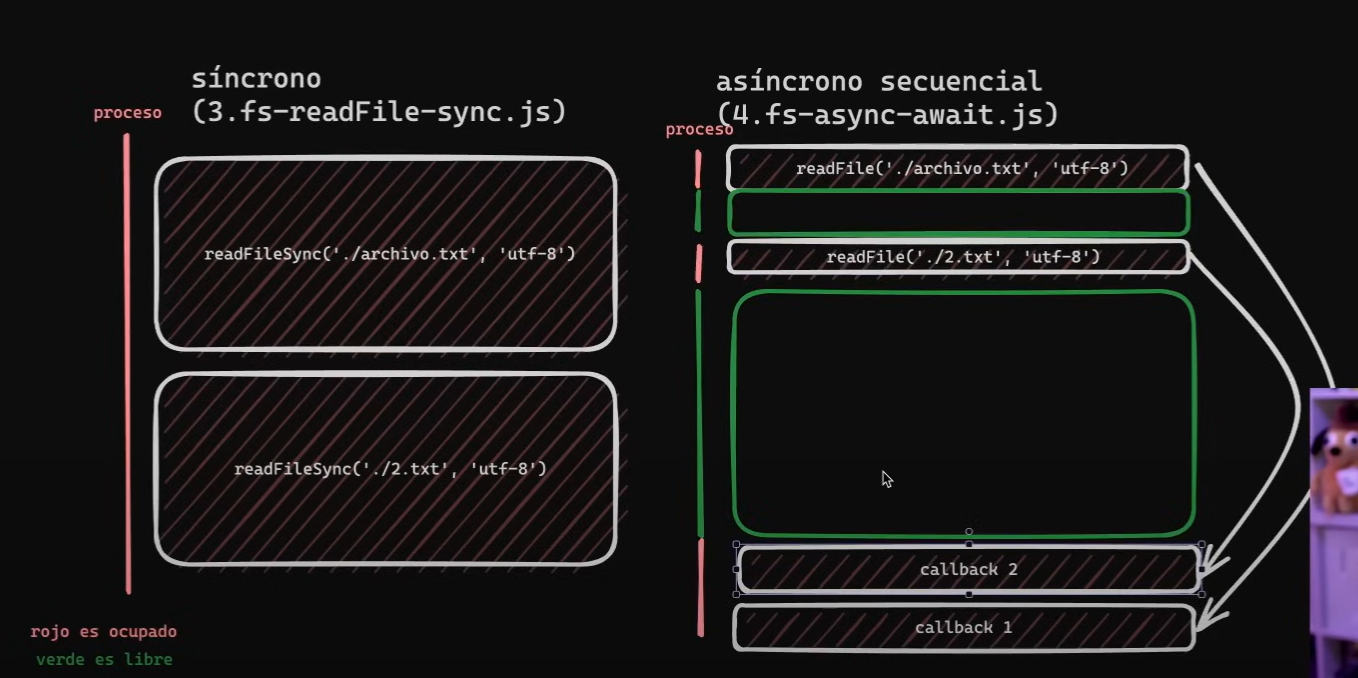 síncrono
(3.fs-readFile-sync.js)
proceso
readFileSync('./archivo.txt', 'utf-8')
readFileSync('./2.txt', 'utf-8')
rojo es ocupado
verde es libre
asíncrono secuencial
(4.fs-async-await.js)
proceso
readFile('./archivo.txt', 'utf-8')
readFile('./2.txt', 'utf-8')
callback 2
callback 1